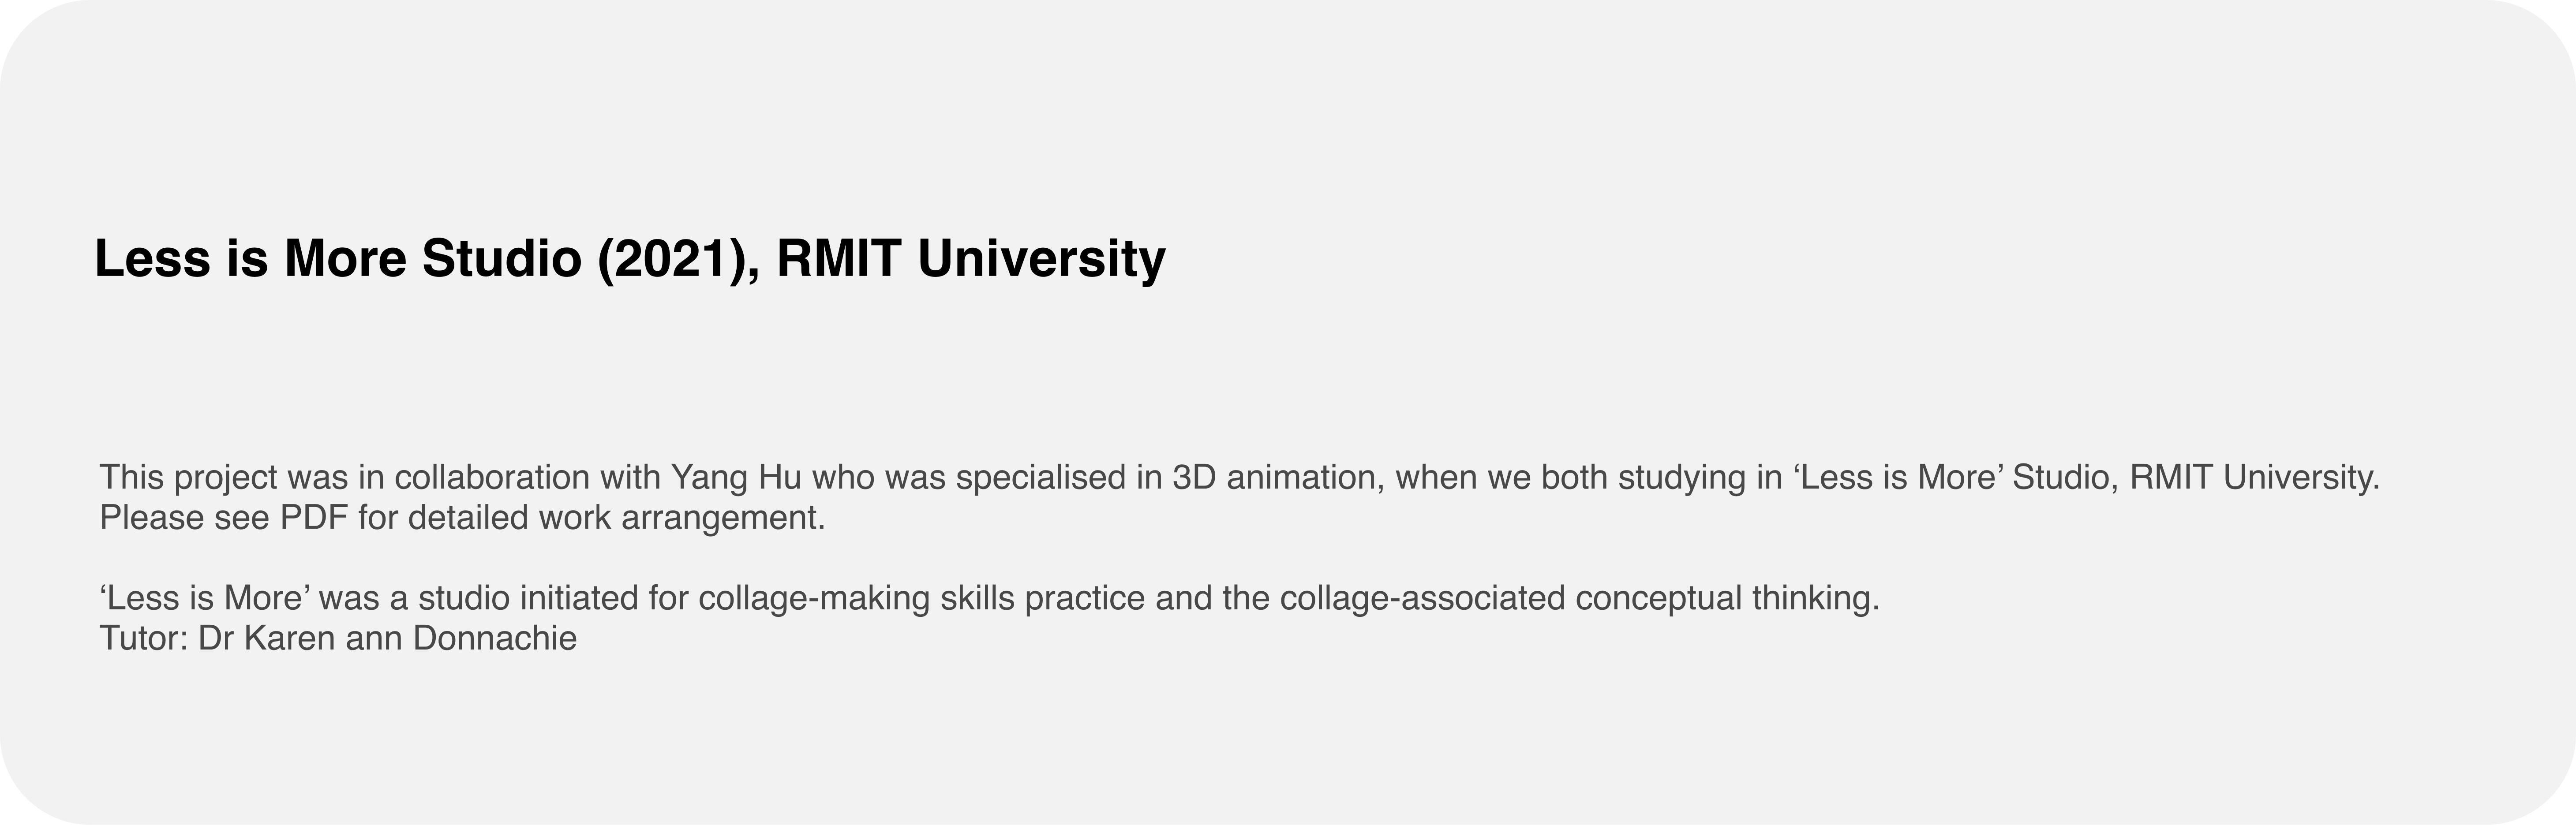 Less is More Studio (2021), RMIT University
This project was in collaboration with Yang Hu who was specialised in 3D animation, when we both studying in ‘Less is More’ Studio, RMIT University.
Please see PDF for detailed work arrangement.
‘Less is More’ was a studio initiated for collage-making skills practice and the collage-associated conceptual thinking.
Tutor: Dr Karen ann Donnachie